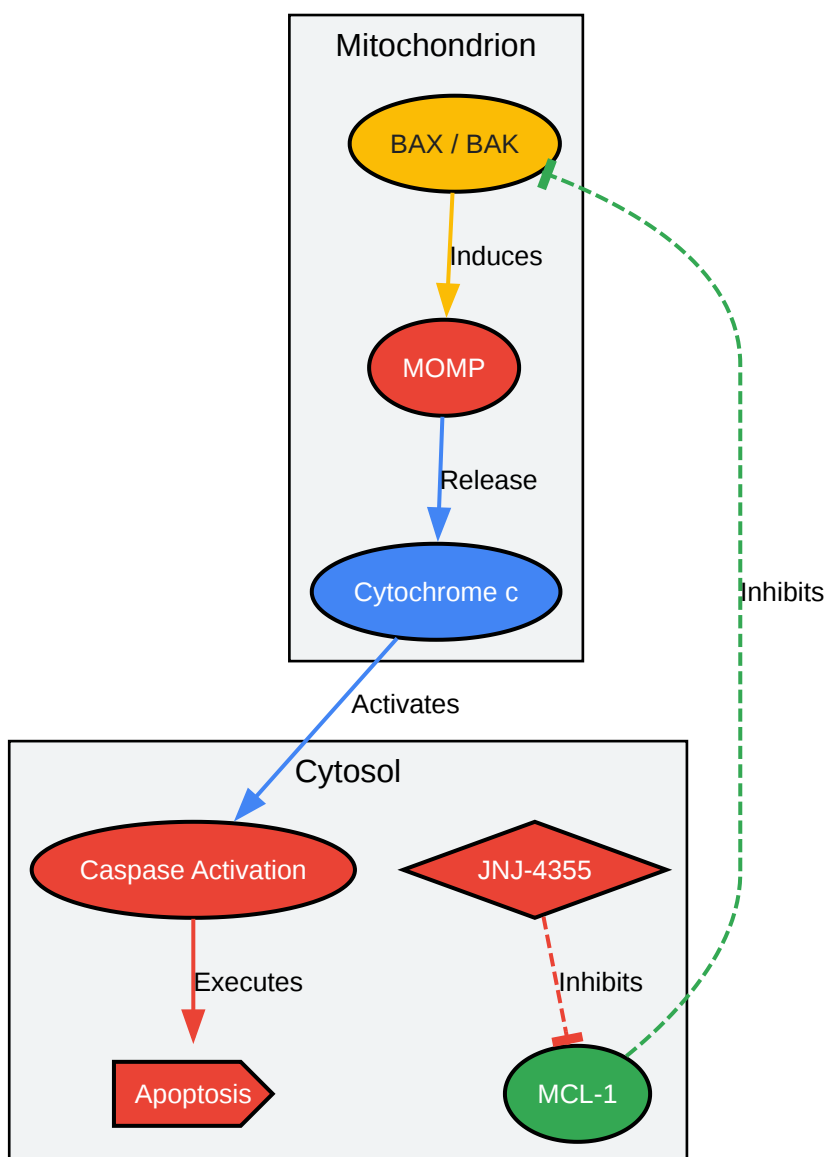 Mitochondrion
BAX / BAK
Induces
MOMP
Release
Cytochrome c
Inhibits
Activates
Cytosol
Caspase Activation
JNJ-4355
Executes
Inhibits
Apoptosis
MCL-1